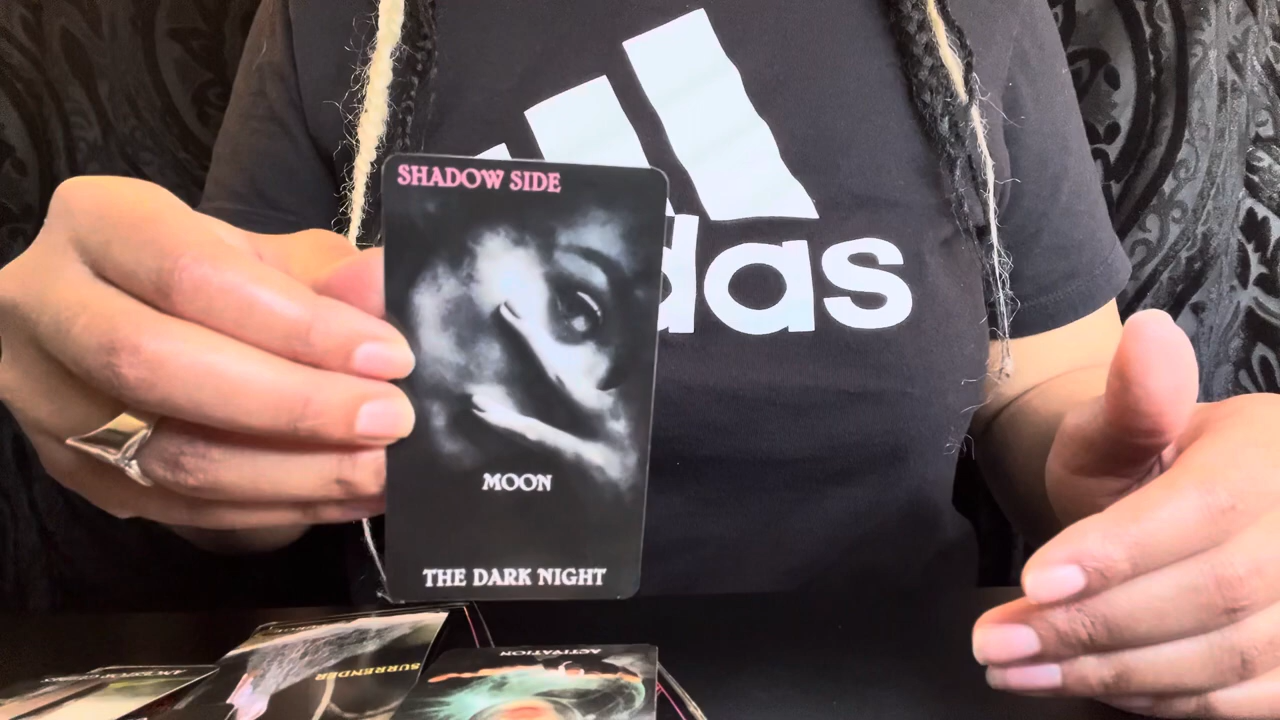 SHADOW SIDE
das
MOON
THE DARK NIGHT
ACTIVATION
SURRENDER